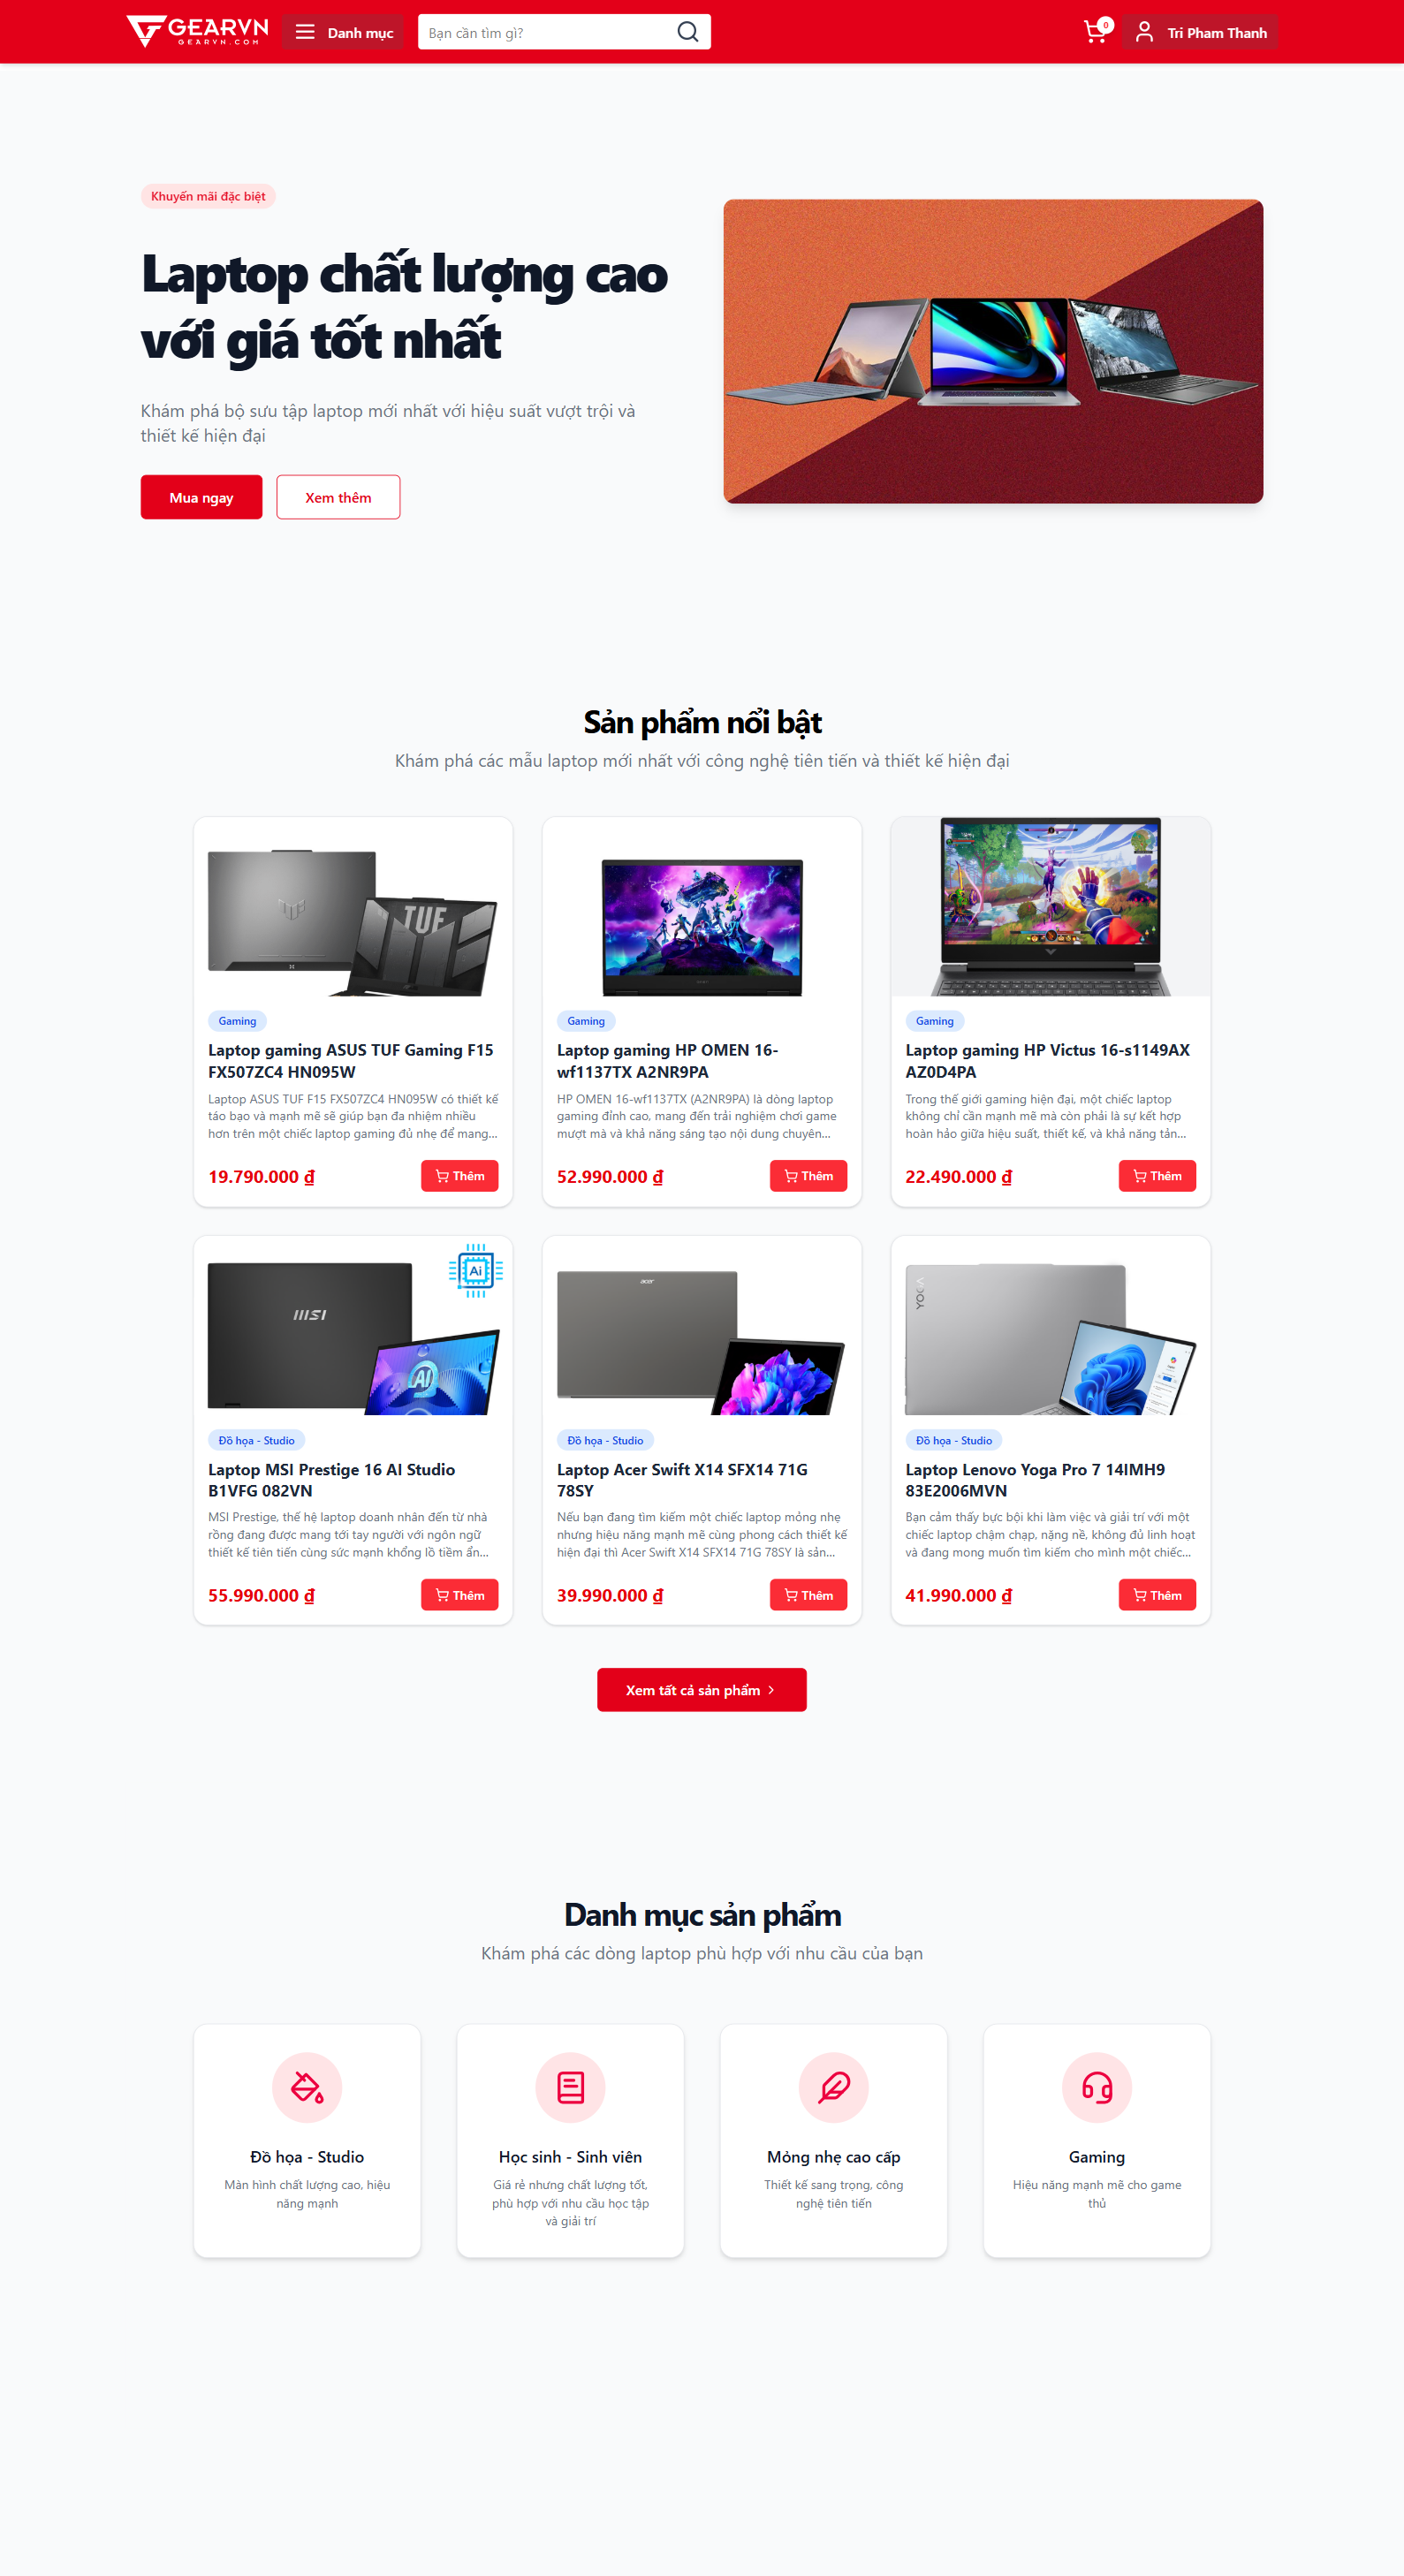 GEARVN
GEARVN.COM
Danh mục
Bạn cần tìm gì?
0
Tri Pham Thanh
Khuyến mãi đặc biệt
Laptop chất lượng cao
với giá tốt nhất
Khám phá bộ sưu tập laptop mới nhất với hiệu suất vượt trội và
thiết kế hiện đại
Mua ngay
Xem thêm
Sản phẩm nổi bật
Khám phá các mẫu laptop mới nhất với công nghệ tiên tiến và thiết kế hiện đại
TUF
Gaming
Laptop gaming ASUS TUF Gaming F15
FX507ZC4 HN095W
Laptop ASUS TUF F15 FX507ZC4 HN095W có thiết kế
táo bạo và mạnh mẽ sẽ giúp bạn đa nhiệm nhiều
hơn trên một chiếc laptop gaming đủ nhẹ để mang...
19.790.000 ₫
Thêm
Gaming
Laptop gaming HP OMEN 16-
wf1137TX A2NR9PA
HP OMEN 16-wf1137TX (A2NR9PA) là dòng laptop
gaming đỉnh cao, mang đến trải nghiệm chơi game
mượt mà và khả năng sáng tạo nội dung chuyên...
52.990.000 ₫
Thêm
Gaming
Laptop gaming HP Victus 16-s1149AX
AZ0D4PA
Trong thế giới gaming hiện đại, một chiếc laptop
không chỉ cần mạnh mẽ mà còn phải là sự kết hợp
hoàn hảo giữa hiệu suất, thiết kế, và khả năng tản...
22.490.000 ₫
Thêm
Ai
msi
AI
Đồ họa - Studio
Laptop MSI Prestige 16 AI Studio
B1VFG 082VN
MSI Prestige, thế hệ laptop doanh nhân đến từ nhà
rồng đang được mang tới tay người với ngôn ngữ
thiết kế tiên tiến cùng sức mạnh khổng lồ tiềm ẩn...
55.990.000 ₫
Thêm
acer
Đồ họa - Studio
Laptop Acer Swift X14 SFX14 71G
78SY
Nếu bạn đang tìm kiếm một chiếc laptop mỏng nhẹ
nhưng hiệu năng mạnh mẽ cùng phong cách thiết kế
hiện đại thì Acer Swift X14 SFX14 71G 78SY là sản...
39.990.000 ₫
Thêm
YOGA
Đồ họa - Studio
Laptop Lenovo Yoga Pro 7 14IMH9
83E2006MVN
Bạn cảm thấy bực bội khi làm việc và giải trí với một
chiếc laptop chậm chạp, nặng nề, không đủ linh hoạt
và đang mong muốn tìm kiếm cho mình một chiếc...
41.990.000 ₫
Thêm
Xem tất cả sản phẩm
Danh mục sản phẩm
Khám phá các dòng laptop phù hợp với nhu cầu của bạn
Đồ họa - Studio
Màn hình chất lượng cao, hiệu
năng mạnh
Học sinh - Sinh viên
Giá rẻ nhưng chất lượng tốt,
phù hợp với nhu cầu học tập
và giải trí
Mỏng nhẹ cao cấp
Thiết kế sang trọng, công
nghệ tiên tiến
Gaming
Hiệu năng mạnh mẽ cho game
thủ